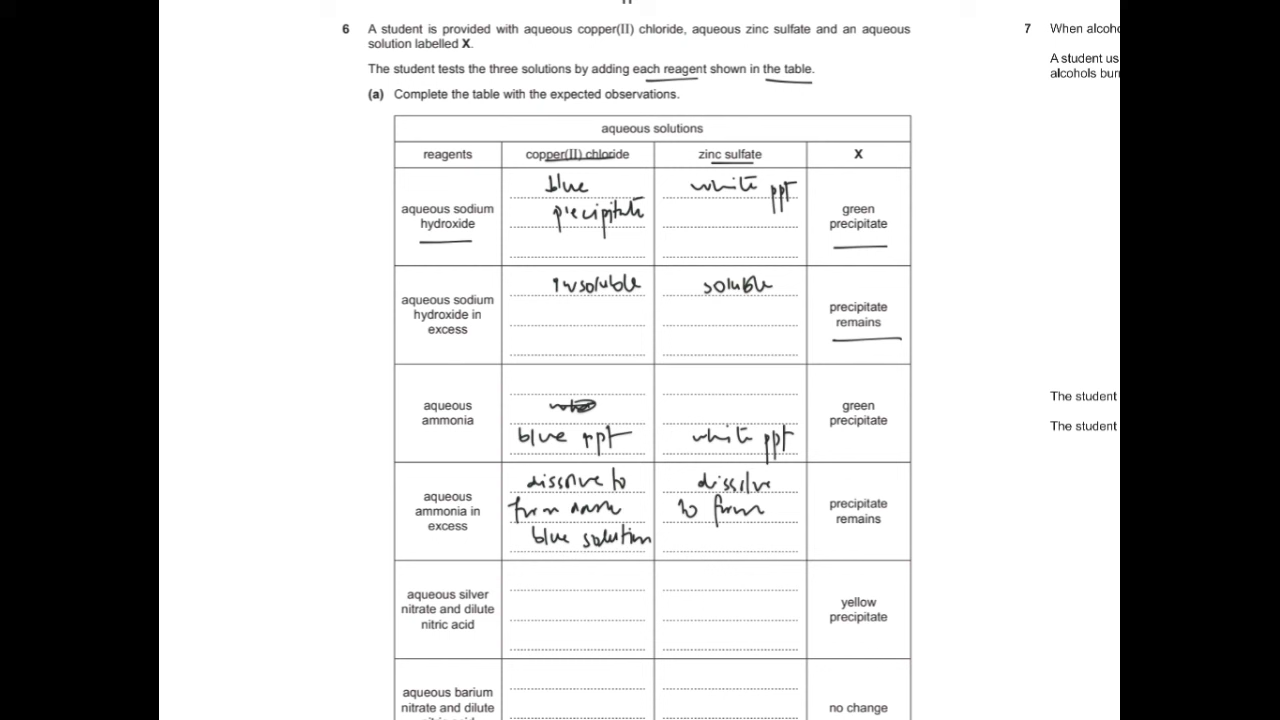 6 A student is provided with aqueous copper(II) chloride, aqueous zinc sulfate and an aqueous
solution labelled X.
The student tests the three solutions by adding each reagent shown in the table.
(a) Complete the table with the expected observations.
aqueous solutions
reagents copper(II) chloride zinc sulfate X
aqueous sodium
hydroxide
blue
precipitate
white ppt
green
precipitate
aqueous sodium
hydroxide in
excess
insoluble
soluble
precipitate
remains
aqueous
ammonia
blue ppt
white ppt
green
precipitate
aqueous
ammonia in
excess
dissolve to
form dark
blue solution
dissolve
to form
precipitate
remains
aqueous silver
nitrate and dilute
nitric acid
yellow
precipitate
aqueous barium
nitrate and dilute
no change
7 When alcoho
A student us
alcohols bur
The student
The student